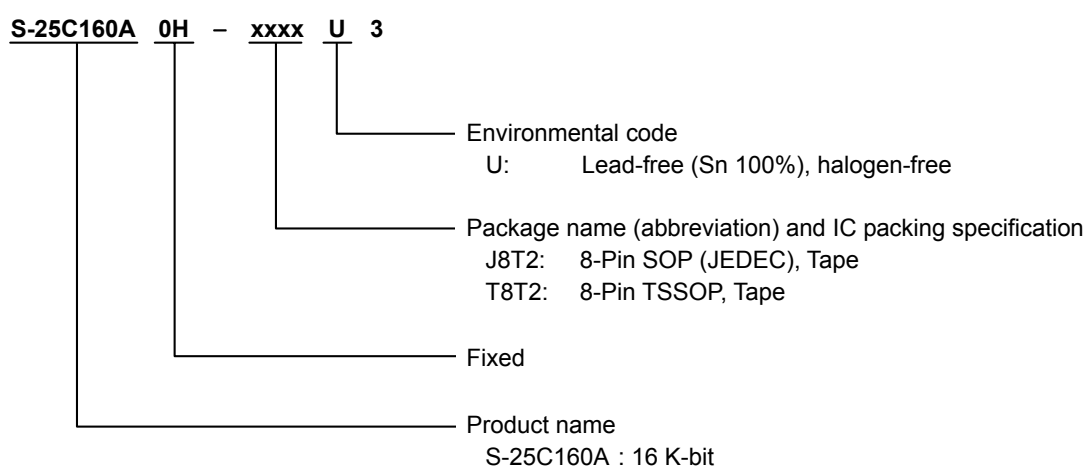 S-25C160A 0H – xxxx U 3
Environmental code
U: Lead-free (Sn 100%), halogen-free
Package name (abbreviation) and IC packing specification
J8T2: 8-Pin SOP (JEDEC), Tape
T8T2: 8-Pin TSSOP, Tape
Fixed
Product name
S-25C160A : 16 K-bit